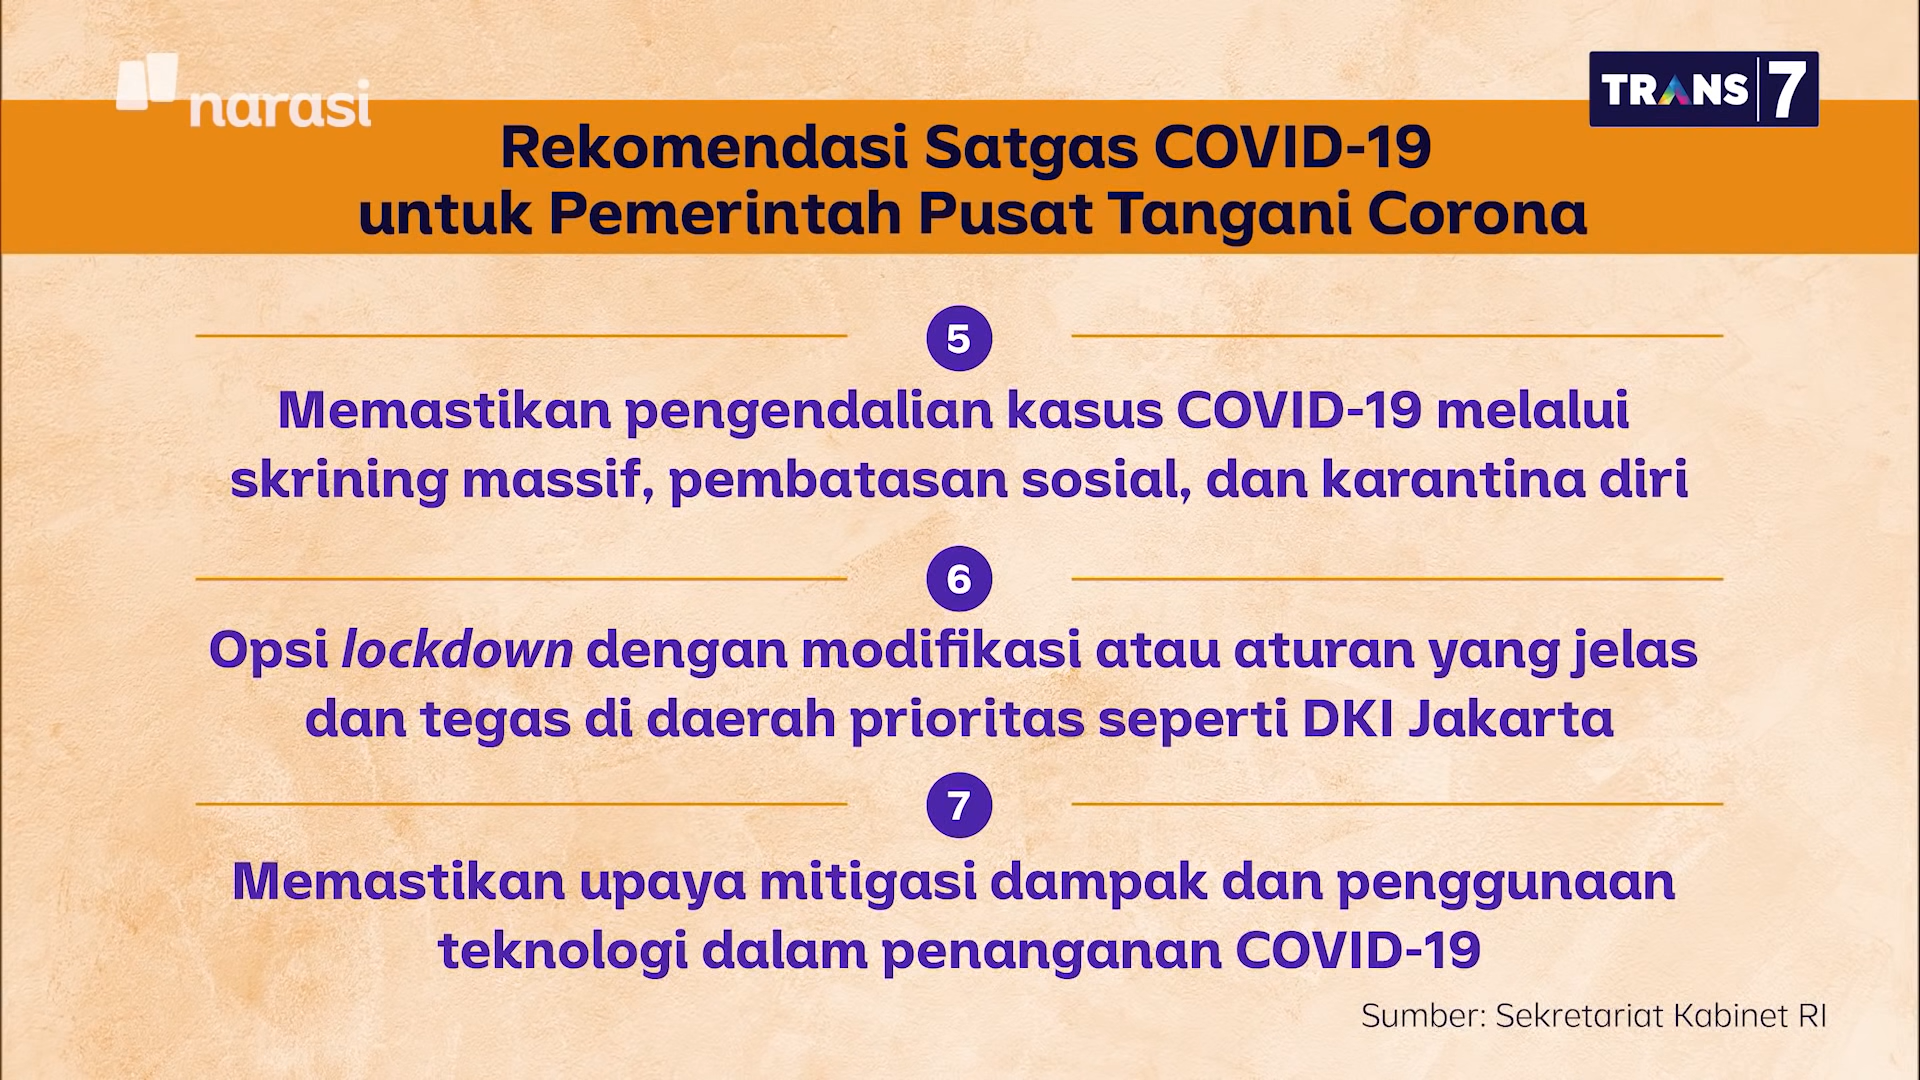 narasi
TRANS 7
Rekomendasi Satgas COVID-19
untuk Pemerintah Pusat Tangani Corona
5
Memastikan pengendalian kasus COVID-19 melalui
skrining massif, pembatasan sosial, dan karantina diri
6
Opsi lockdown dengan modifikasi atau aturan yang jelas
dan tegas di daerah prioritas seperti DKI Jakarta
7
Memastikan upaya mitigasi dampak dan penggunaan
teknologi dalam penanganan COVID-19
Sumber: Sekretariat Kabinet RI